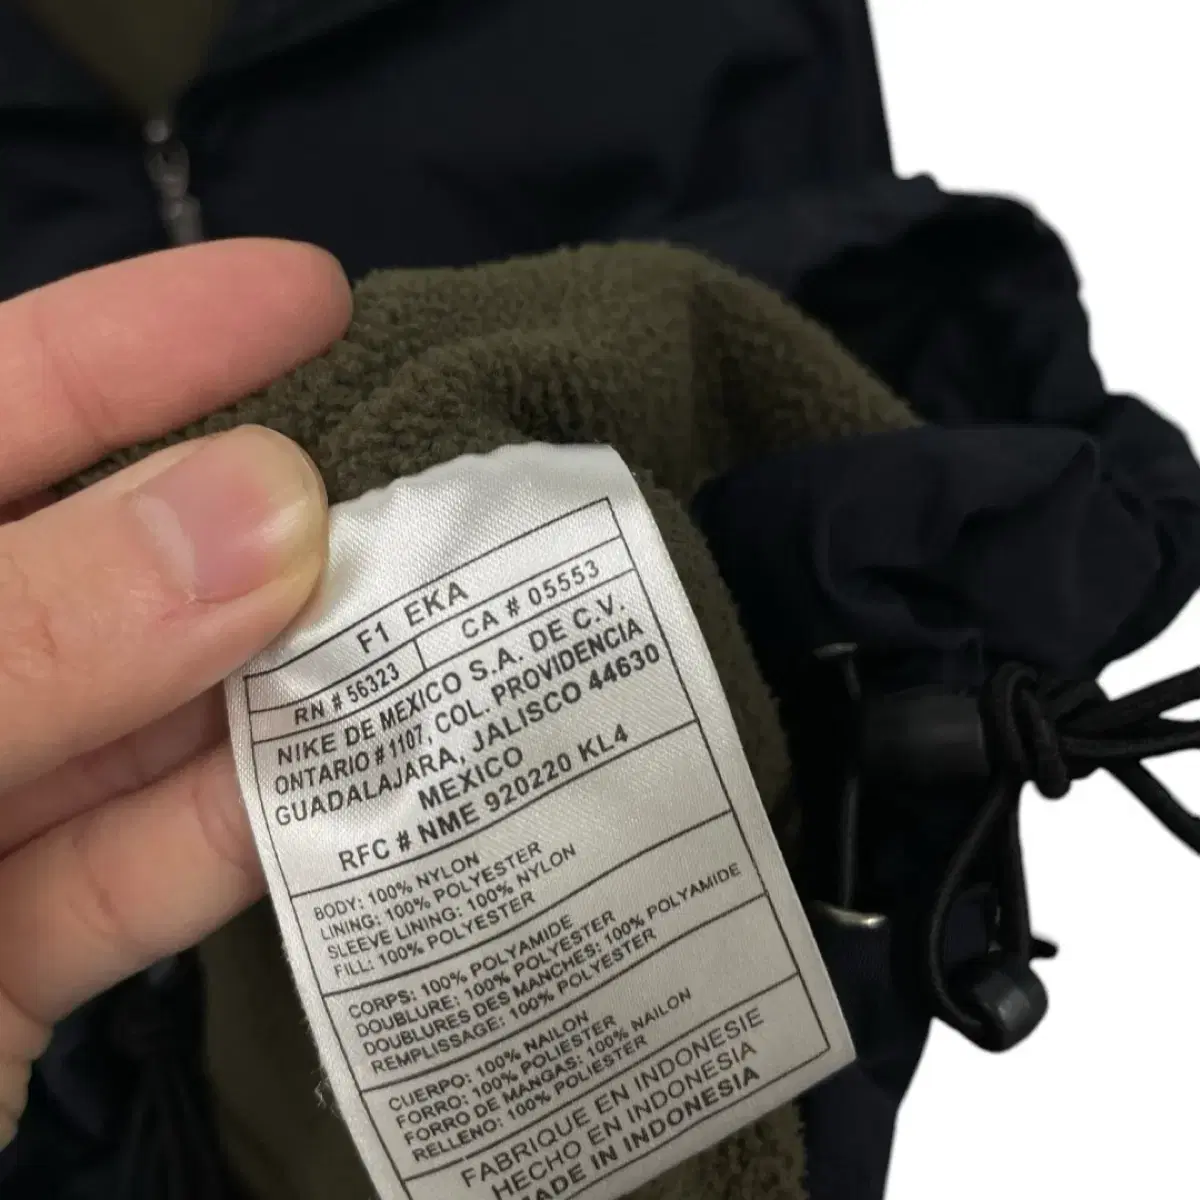 F1 EKA
RN # 56323 CA # 05553
NIKE DE MEXICO S.A. DE C.V.
ONTARIO # 1107, COL. PROVIDENCIA
GUADALAJARA, JALISCO 44630
MEXICO
RFC # NME 920220 KL4
BODY: 100% NYLON
LINING: 100% POLYESTER
SLEEVE LINING: 100% NYLON
FILL: 100% POLYESTER
CORPS: 100% POLYAMIDE
DOUBLURE: 100% POLYESTER
DOUBLURES DES MANCHES: 100% POLYAMIDE
REMPLISSAGE: 100% POLYESTER
CUERPO: 100% NAILON
FORRO: 100% POLIESTER
FORRO DE MANGAS: 100% NAILON
RELLENO: 100% POLIESTER
FABRIQUE EN INDONESIE
HECHO EN INDONESIA
MADE IN INDONESIA